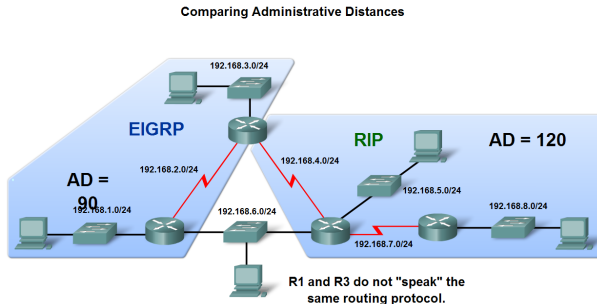 Comparing Administrative Distances
192.168.3.0/24
EIGRP
RIP
AD = 120
192.168.2.0/24
192.168.4.0/24
AD =
90
192.168.5.0/24
192.168.1.0/24
192.168.6.0/24
192.168.8.0/24
192.168.7.0/24
R1 and R3 do not "speak" the
same routing protocol.